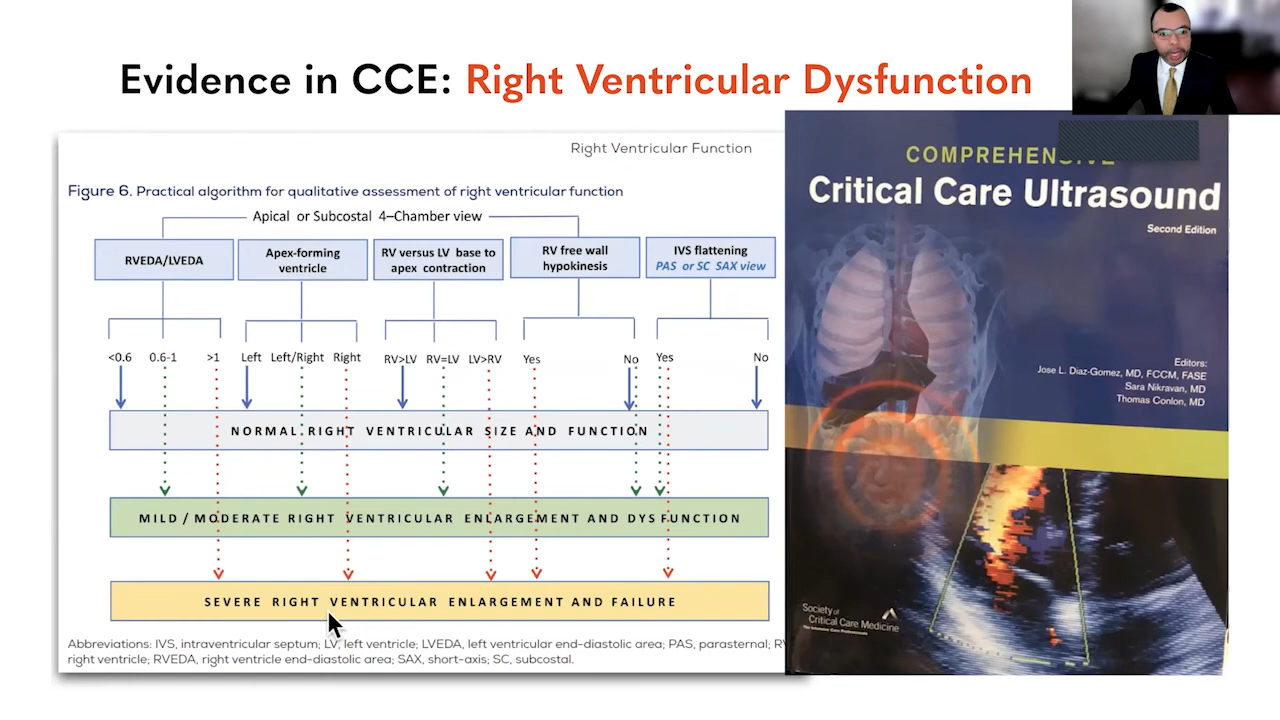 Evidence in CCE: Right Ventricular Dysfunction
Right Ventricular Function
Figure 6. Practical algorithm for qualitative assessment of right ventricular function
Apical or Subcostal 4–Chamber view
RVEDA/LVEDA
Apex-forming
ventricle
RV versus LV base to
apex contraction
RV free wall
hypokinesis
IVS flattening
PAS or SC SAX view
<0.6 0.6-1 >1 Left Left/Right Right RV>LV RV=LV LV>RV Yes No Yes No
NORMAL RIGHT VENTRICULAR SIZE AND FUNCTION
MILD / MODERATE RIGHT VENTRICULAR ENLARGEMENT AND DYSFUNCTION
SEVERE RIGHT VENTRICULAR ENLARGEMENT AND FAILURE
Abbreviations: IVS, intraventricular septum; LV, left ventricle; LVEDA, left ventricular end–diastolic area; PAS, parasternal; RV
right ventricle; RVEDA, right ventricle end–diastolic area; SAX, short–axis; SC, subcostal.
COMPREHENSIVE
Critical Care Ultrasound
Second Edition
Editors:
Jose L. Diaz-Gomez, MD, FCCM, FASE
Sara Nikravan, MD
Thomas Conlon, MD
Society of
Critical Care Medicine
The Intensive Care Professionals